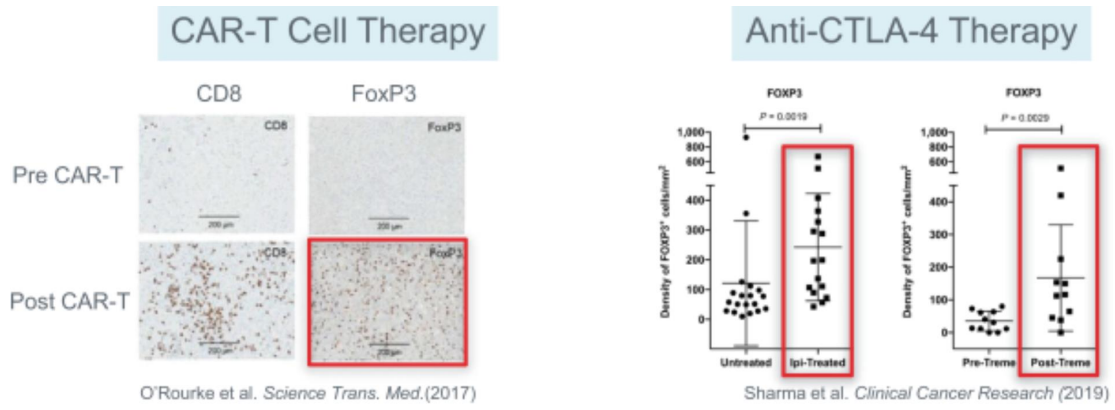 CAR-T Cell Therapy
CD8 FoxP3
Pre CAR-T
CD8
200 µm
FoxP3
200 µm
Post CAR-T
CD8
200 µm
FoxP3
200 µm
O'Rourke et al. Science Trans. Med.(2017)
Anti-CTLA-4 Therapy
FOXP3
P = 0.0019
Density of FOXP3⁺ cells/mm²
1,000
800
600
400
300
200
100
0
Untreated Ipi-Treated
FOXP3
P = 0.0029
Density of FOXP3⁺ cells/mm²
1,000
800
600
400
300
200
100
0
Pre-Treme Post-Treme
Sharma et al. Clinical Cancer Research (2019)